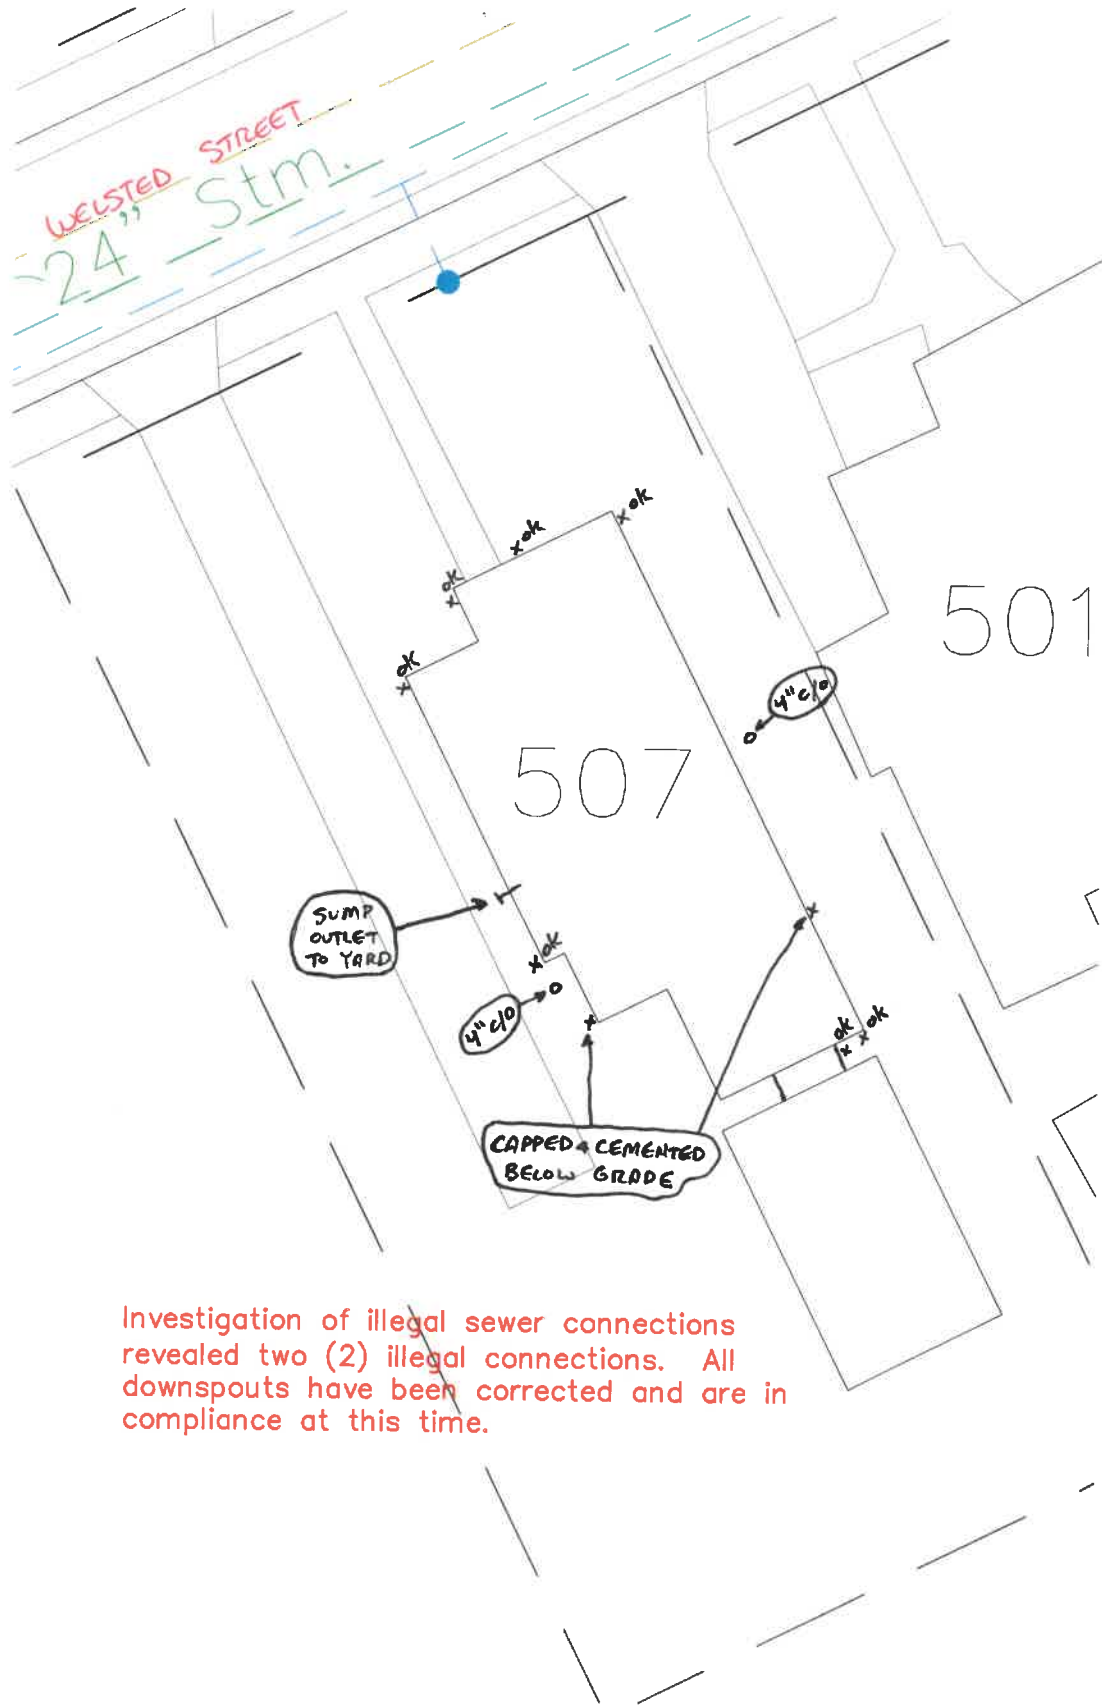 WELSTED STREET
24" Stm.
ok
ok
ok
ok
501
4" c/o
507
SUMP
OUTLET
TO YARD
ok
4" c/o
ok
ok
CAPPED & CEMENTED
BELOW GRADE
Investigation of illegal sewer connections
revealed two (2) illegal connections. All
downspouts have been corrected and are in
compliance at this time.